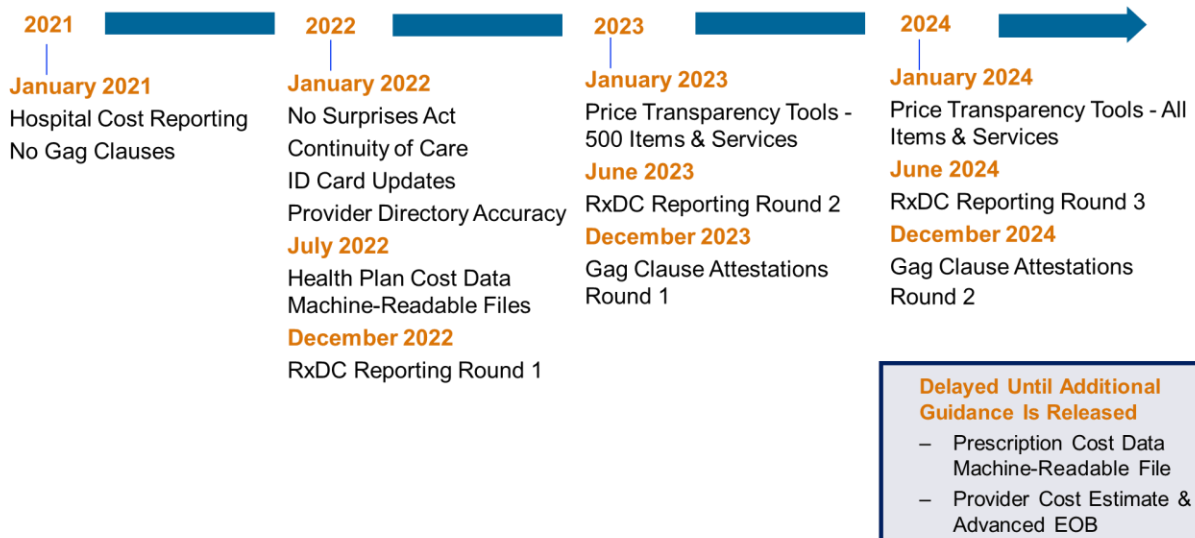 2021
January 2021
Hospital Cost Reporting
No Gag Clauses
2022
January 2022
No Surprises Act
Continuity of Care
ID Card Updates
Provider Directory Accuracy
July 2022
Health Plan Cost Data
Machine-Readable Files
December 2022
RxDC Reporting Round 1
2023
January 2023
Price Transparency Tools -
500 Items & Services
June 2023
RxDC Reporting Round 2
December 2023
Gag Clause Attestations
Round 1
2024
January 2024
Price Transparency Tools - All
Items & Services
June 2024
RxDC Reporting Round 3
December 2024
Gag Clause Attestations
Round 2
Delayed Until Additional
Guidance Is Released
– Prescription Cost Data
Machine-Readable File
– Provider Cost Estimate &
Advanced EOB